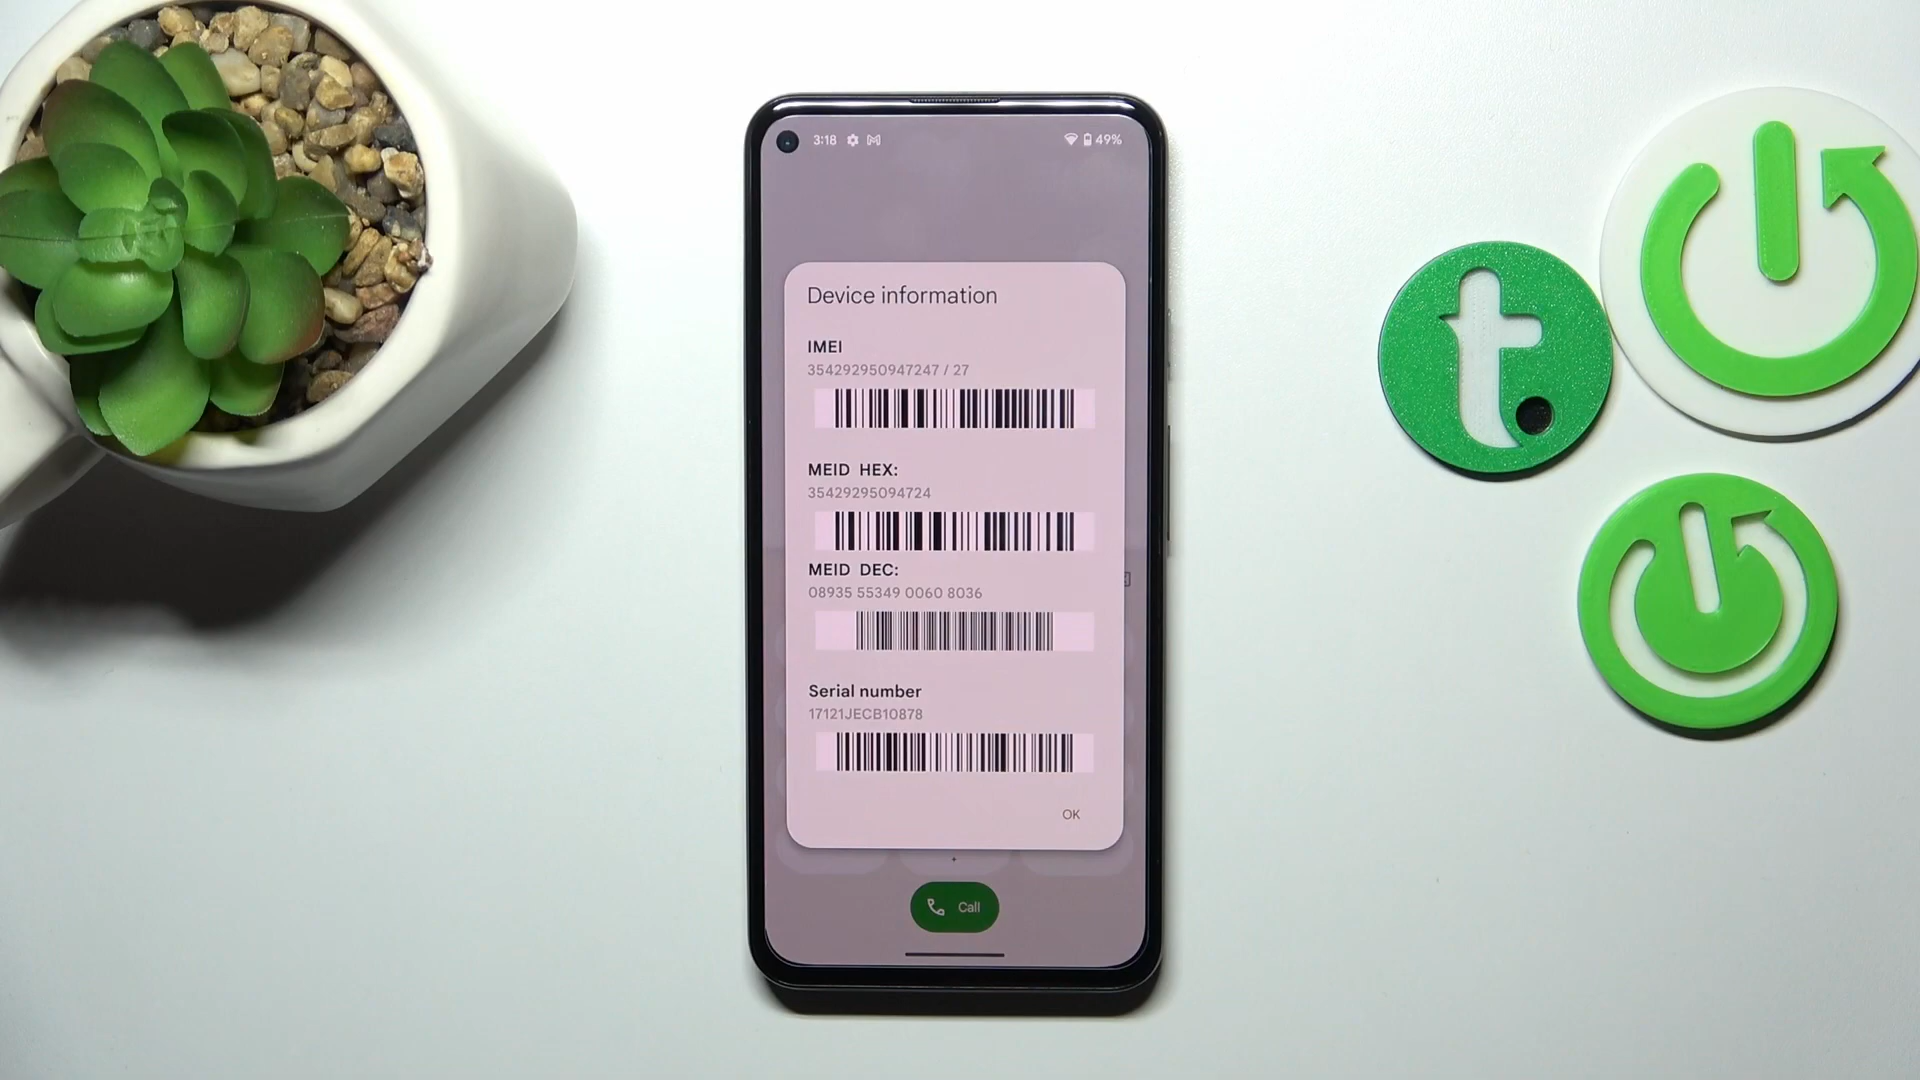 3:18
49%
Device information
IMEI
354292950947247 / 27
MEID HEX:
35429295094724
MEID DEC:
08935 55349 0060 8036
Serial number
17121JECB10878
OK
+
Call
t.